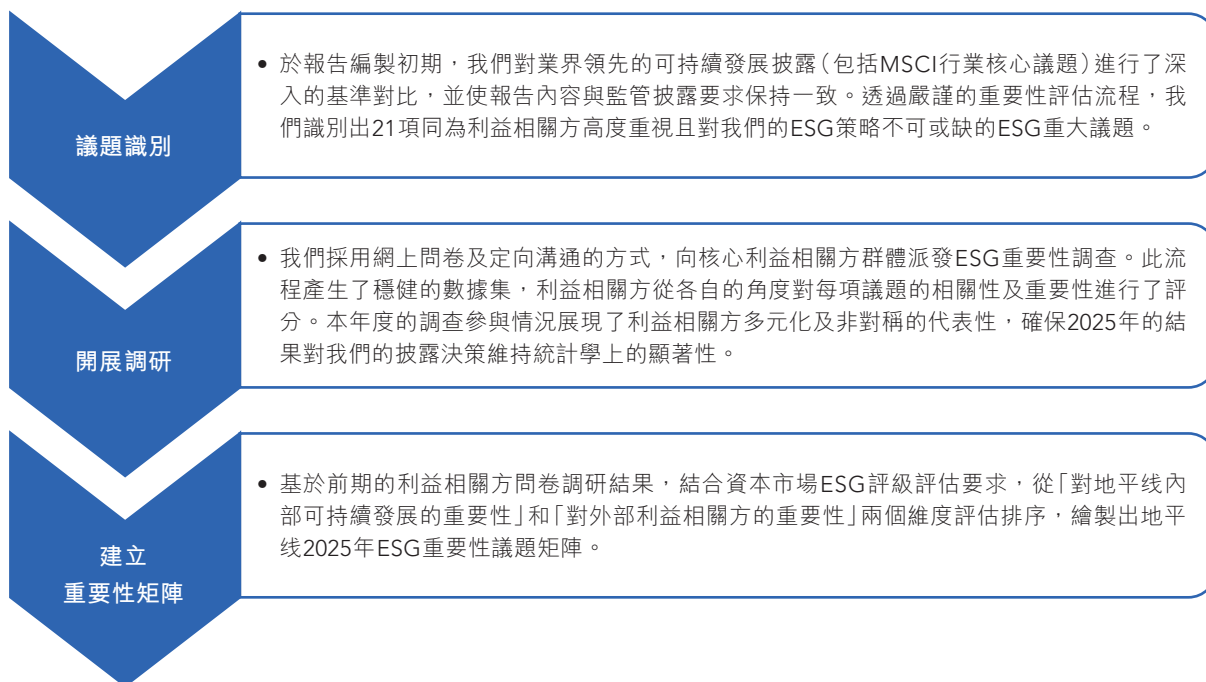 議題識別
• 於報告編製初期，我們對業界領先的可持續發展披露（包括MSCI行業核心議題）進行了深
入的基準對比，並使報告內容與監管披露要求保持一致。透過嚴謹的重要性評估流程，我
們識別出21項同為利益相關方高度重視且對我們的ESG策略不可或缺的ESG重大議題。
開展調研
• 我們採用網上問卷及定向溝通的方式，向核心利益相關方群體派發ESG重要性調查。此流
程產生了穩健的數據集，利益相關方從各自的角度對每項議題的相關性及重要性進行了評
分。本年度的調查參與情況展現了利益相關方多元化及非對稱的代表性，確保2025年的結
果對我們的披露決策維持統計學上的顯著性。
建立
重要性矩陣
• 基於前期的利益相關方問卷調研結果，結合資本市場ESG評級評估要求，從「對地平线內
部可持續發展的重要性」和「對外部利益相關方的重要性」兩個維度評估排序，繪製出地平
线2025年ESG重要性議題矩陣。